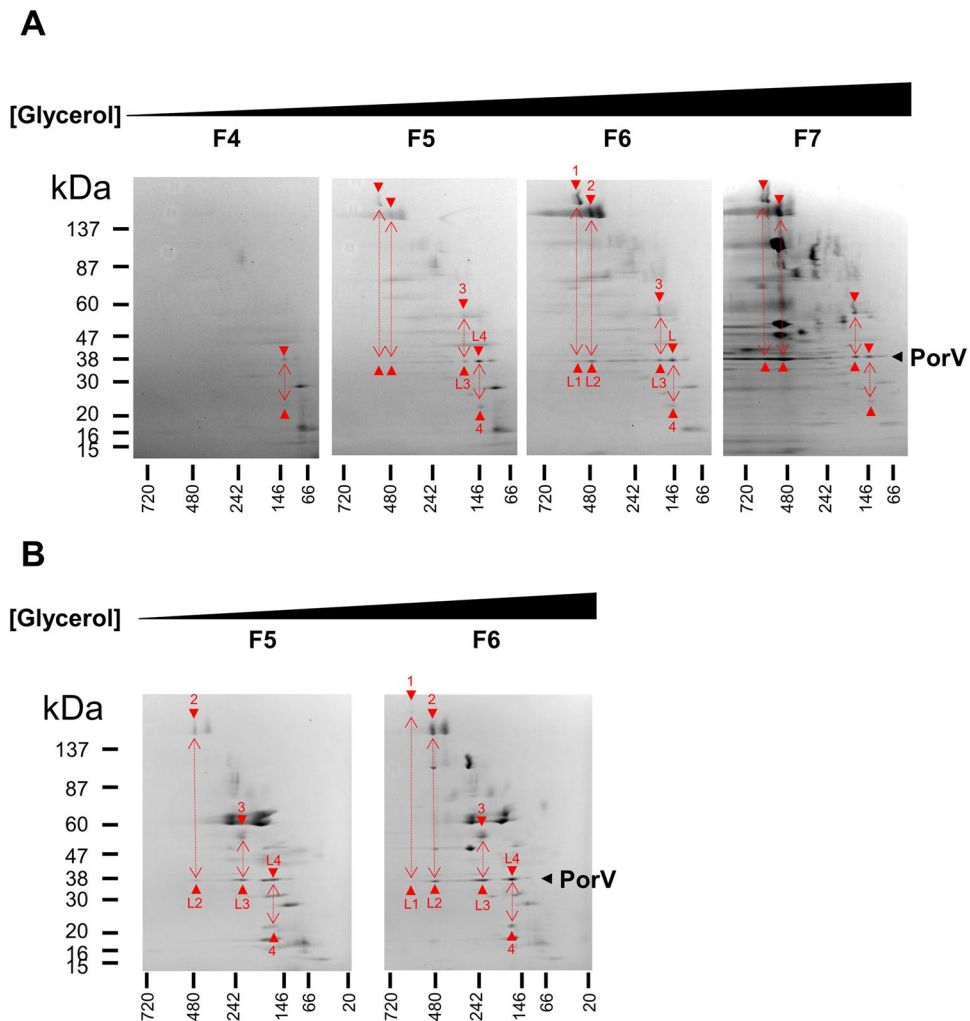 A
[Glycerol]
F4 F5 F6 F7
kDa
1 2
137
87
60 3 3
47 L4 L
38 PorV
30 L3 L1 L2 L3
20 4 4
16
15
720 480 242 146 66 720 480 242 146 66 720 480 242 146 66 720 480 242 146 66
B
[Glycerol]
F5 F6
kDa
2 1 2
137
87
60 3 3
47 L4 L4
38 PorV
30 L2 L3 L1 L2 L3
20 4 4
16
15
720 480 242 146 66 20 720 480 242 146 66 20